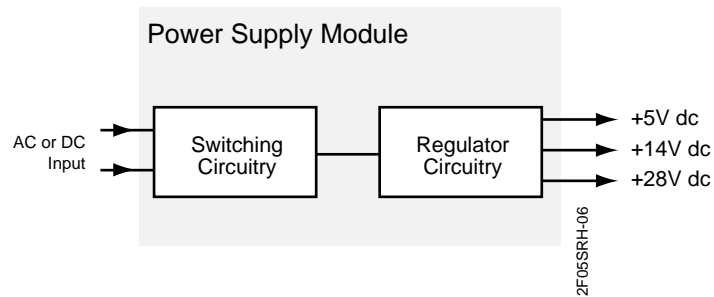 Power Supply Module
AC or DC
Input
Switching
Circuitry
Regulator
Circuitry
+5V dc
+14V dc
+28V dc
2F05SRH-06